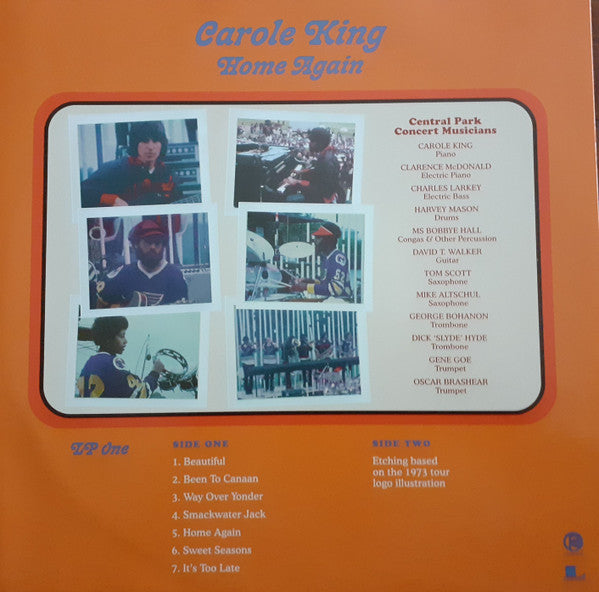 Carole King
Home Again
Central Park
Concert Musicians
CAROLE KING
Piano
CLARENCE McDONALD
Electric Piano
CHARLES LARKEY
Electric Bass
HARVEY MASON
Drums
MS BOBBYE HALL
Congas & Other Percussion
DAVID T. WALKER
Guitar
TOM SCOTT
Saxophone
MIKE ALTSCHUL
Saxophone
GEORGE BOHANON
Trombone
DICK 'SLYDE' HYDE
Trombone
GENE GOE
Trumpet
OSCAR BRASHEAR
Trumpet
LP One
SIDE ONE
1. Beautiful
2. Been To Canaan
3. Way Over Yonder
4. Smackwater Jack
5. Home Again
6. Sweet Seasons
7. It's Too Late
SIDE TWO
Etching based
on the 1973 tour
logo illustration